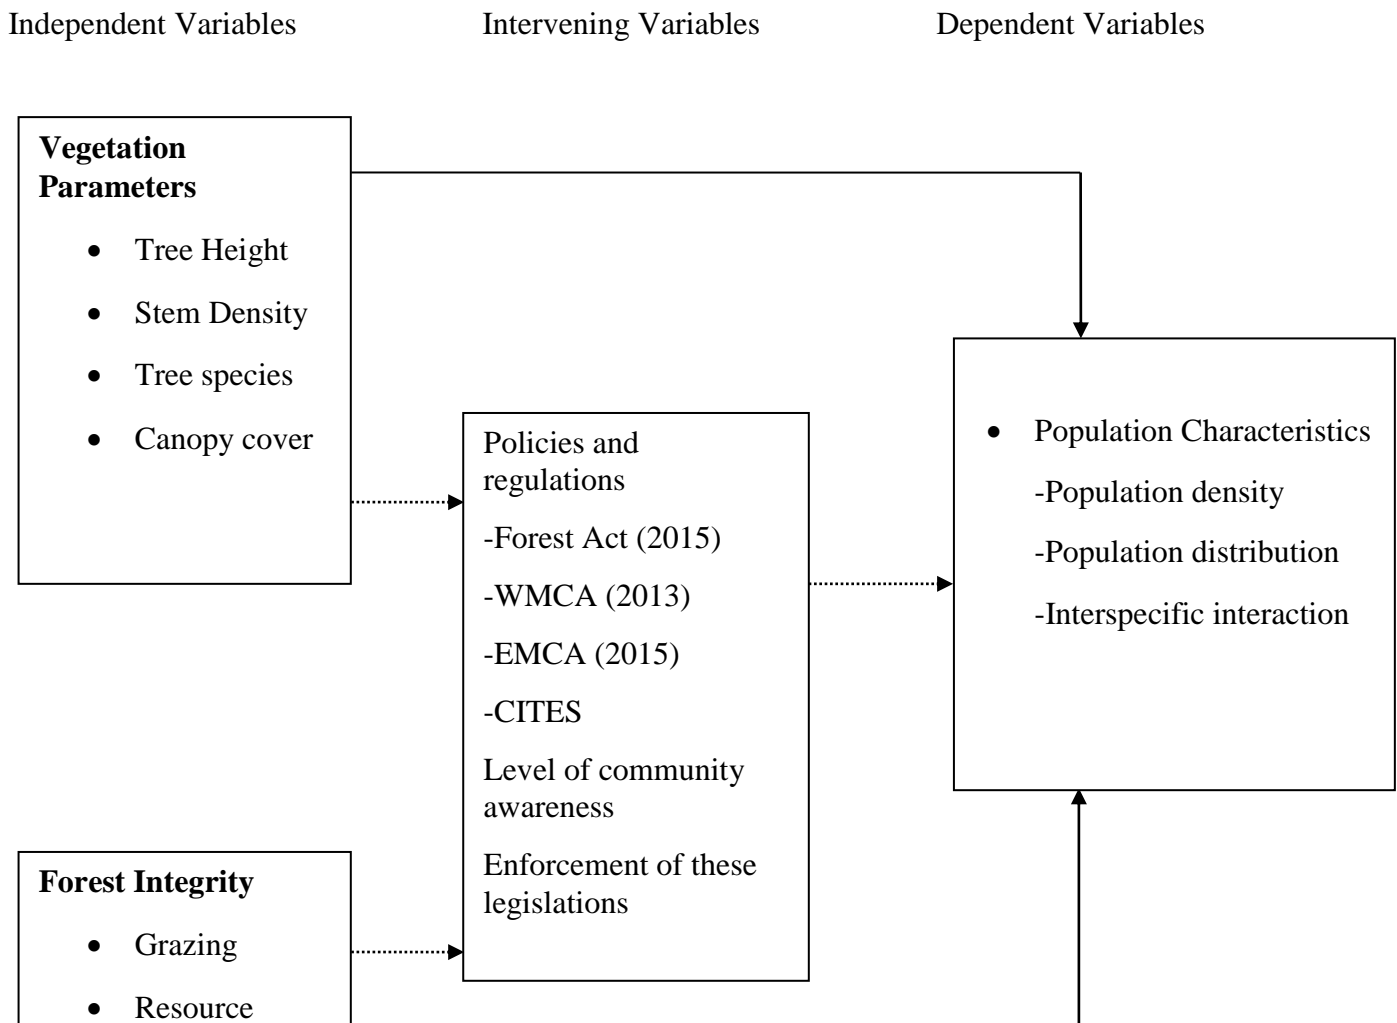 Independent Variables
Intervening Variables
Dependent Variables
Vegetation
Parameters
• Tree Height
• Stem Density
• Tree species
• Canopy cover
Policies and
regulations
-Forest Act (2015)
-WMCA (2013)
-EMCA (2015)
-CITES
Level of community
awareness
Enforcement of these
legislations
• Population Characteristics
-Population density
-Population distribution
-Interspecific interaction
Forest Integrity
• Grazing
• Resource